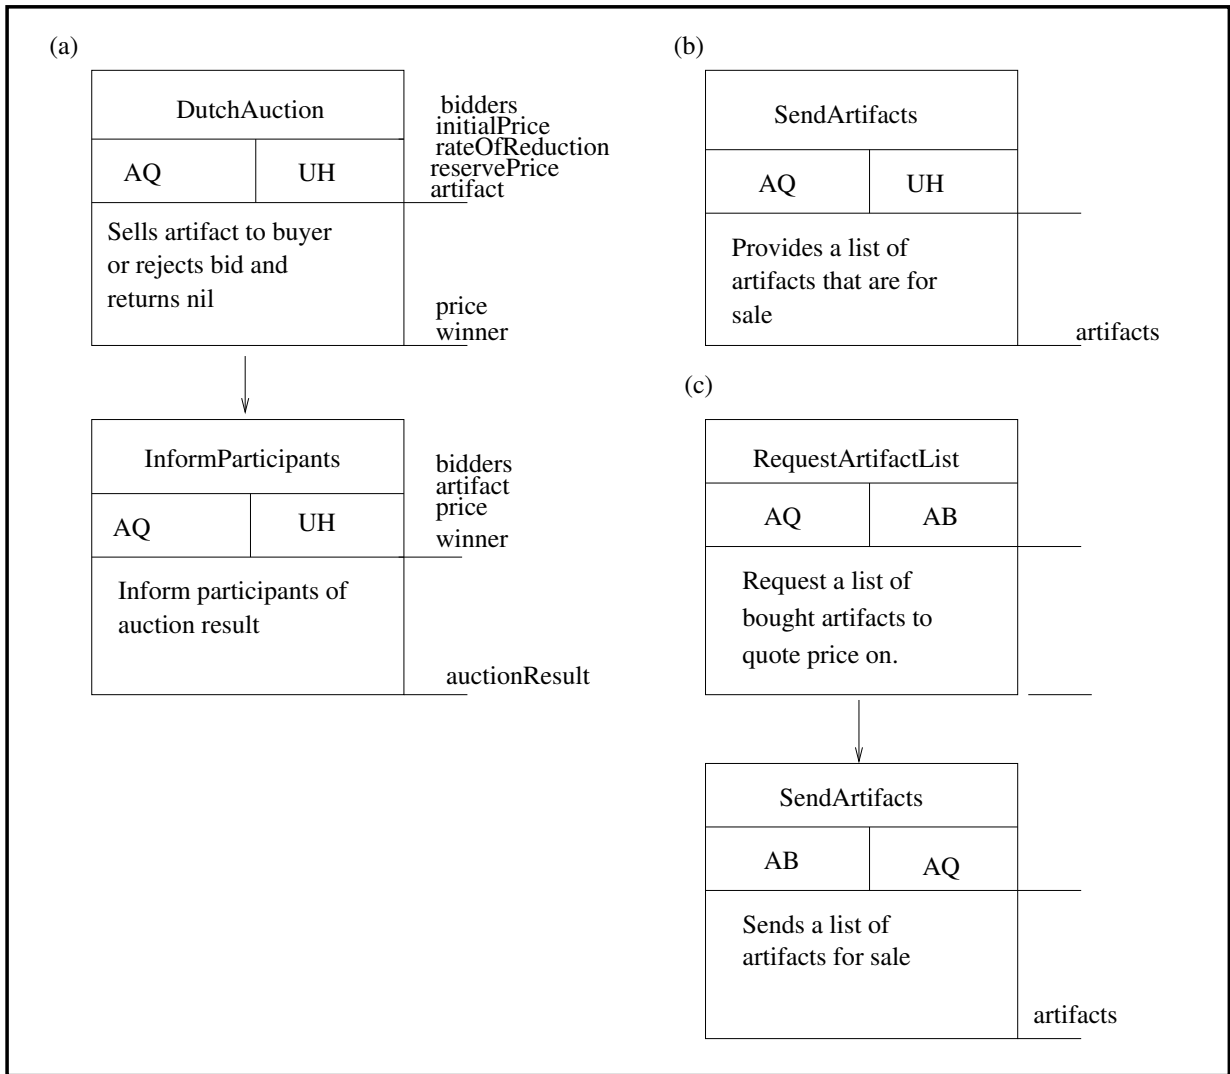 (a)
DutchAuction
AQ UH
bidders
initialPrice
rateOfReduction
reservePrice
artifact
Sells artifact to buyer
or rejects bid and
returns nil
price
winner
InformParticipants
AQ UH
bidders
artifact
price
winner
Inform participants of
auction result
auctionResult
(b)
SendArtifacts
AQ UH
Provides a list of
artifacts that are for
sale
artifacts
(c)
RequestArtifactList
AQ AB
Request a list of
bought artifacts to
quote price on.
SendArtifacts
AB AQ
Sends a list of
artifacts for sale
artifacts